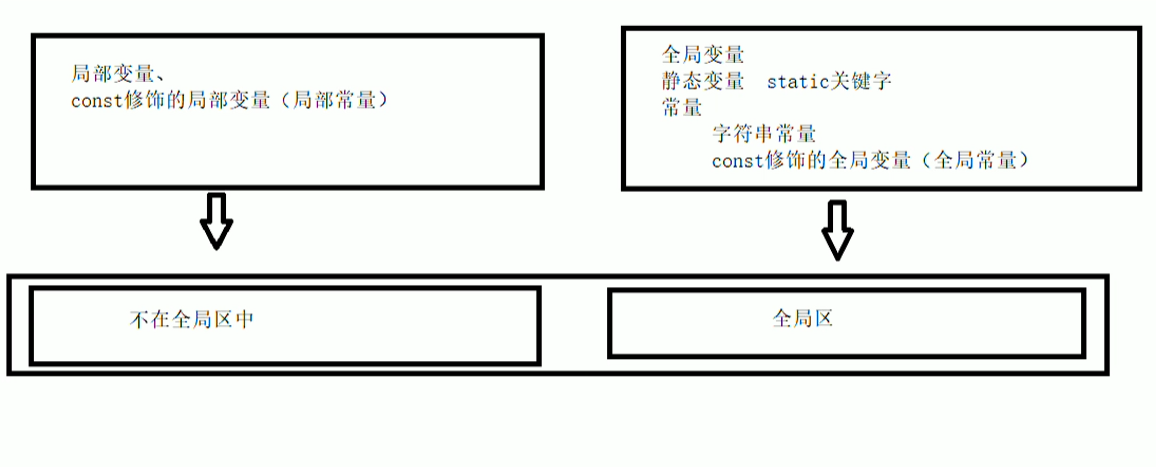 局部变量、
const修饰的局部变量（局部常量）
全局变量
静态变量 static关键字
常量
字符串常量
const修饰的全局变量（全局常量）
不在全局区中
全局区